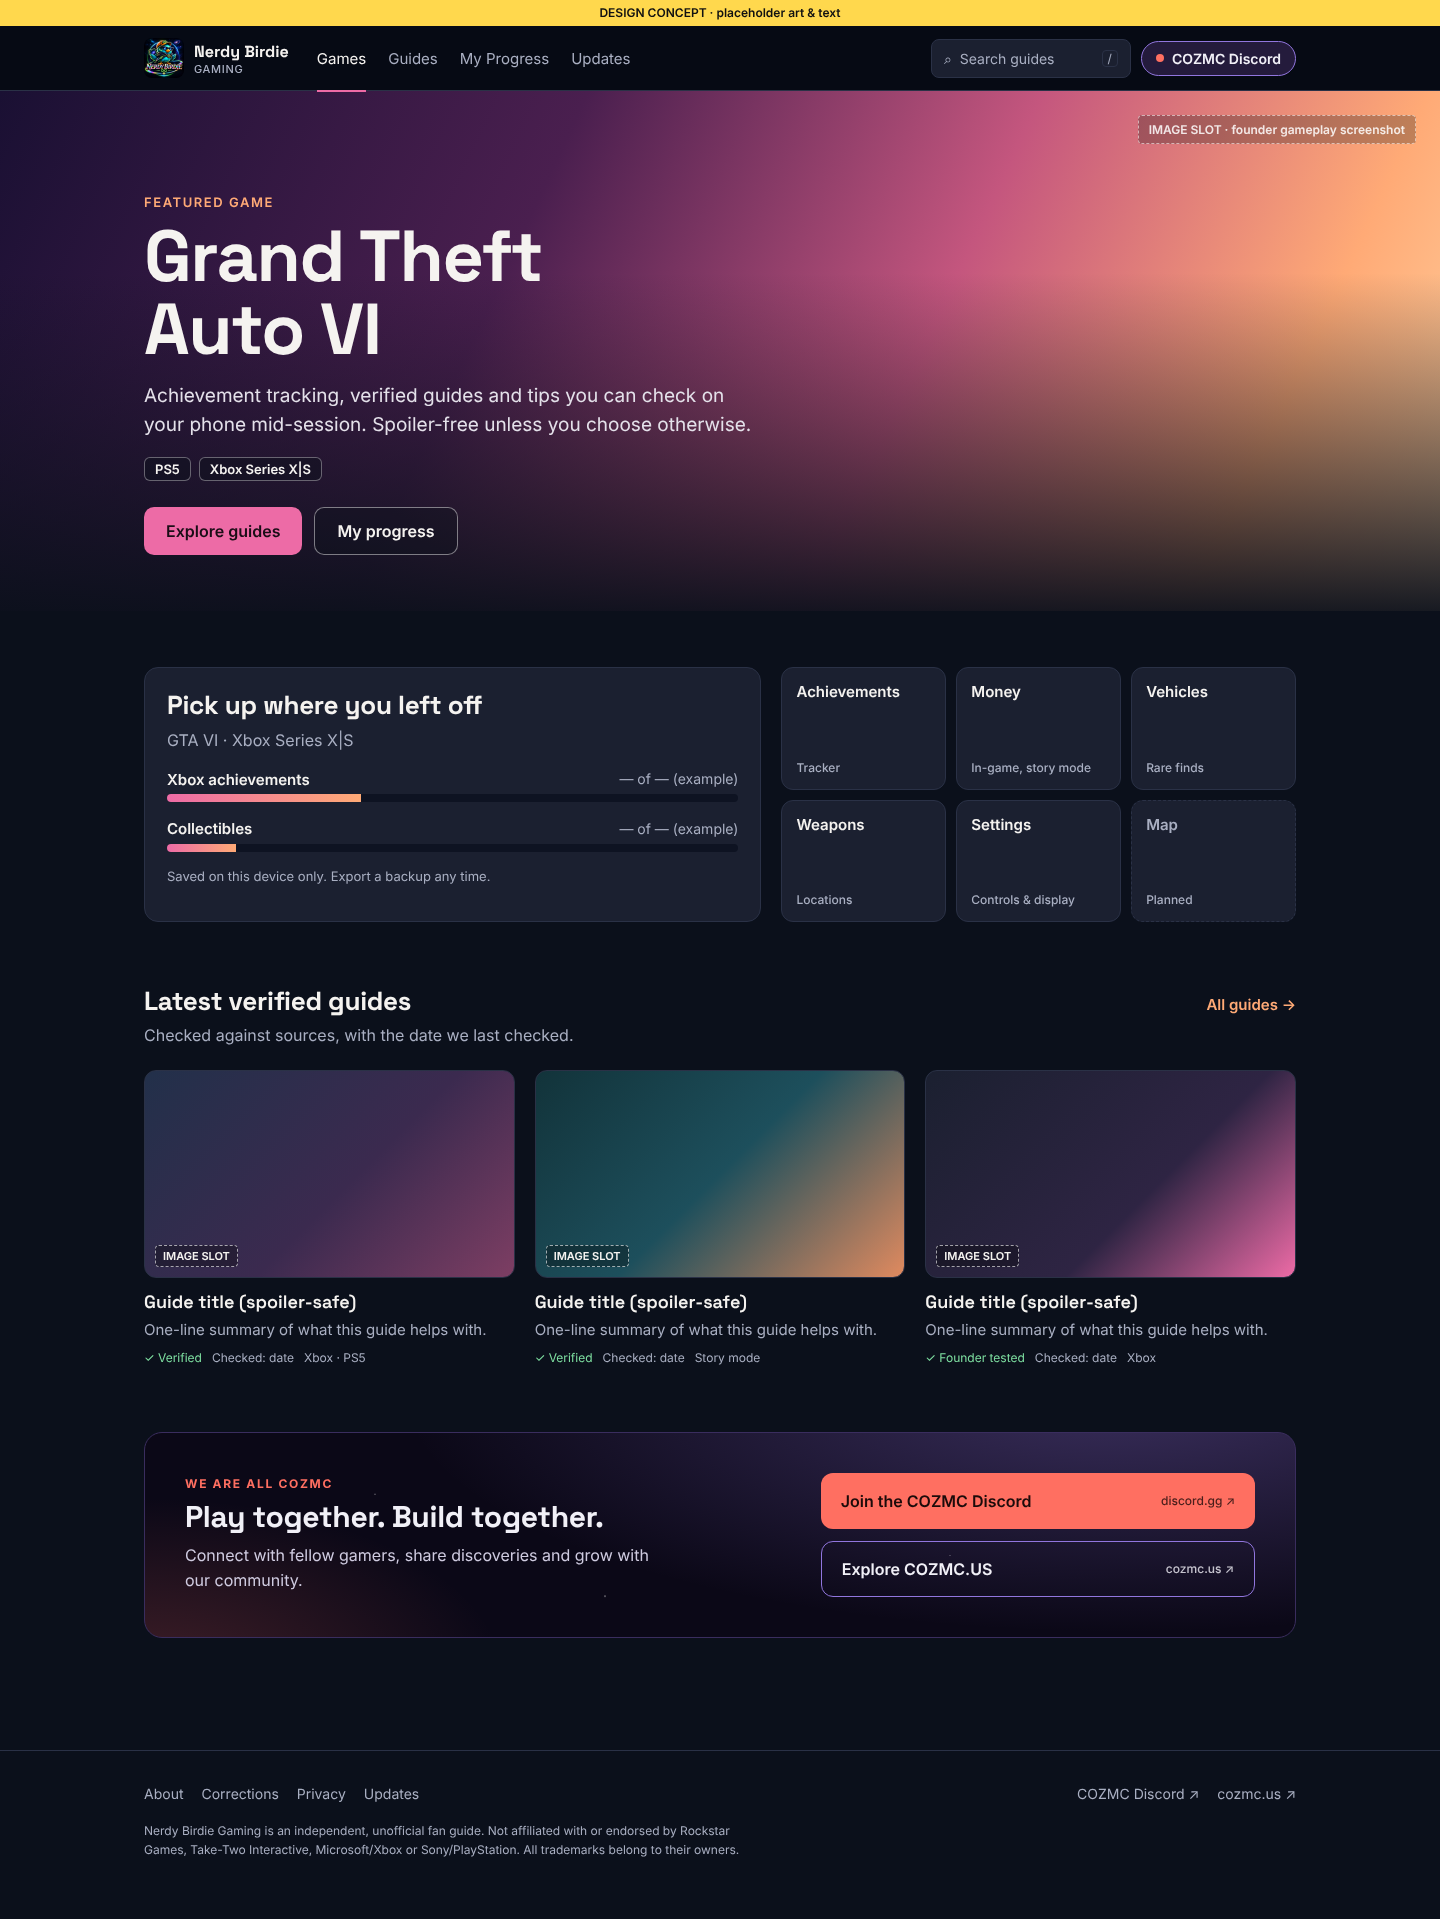 DESIGN CONCEPT · placeholder art & text
Nerdy Birdie
GAMING
Games
Guides
My Progress
Updates
Search guides
/
COZMC Discord
IMAGE SLOT · founder gameplay screenshot
FEATURED GAME
Grand Theft
Auto VI
Achievement tracking, verified guides and tips you can check on
your phone mid-session. Spoiler-free unless you choose otherwise.
PS5
Xbox Series X|S
Explore guides
My progress
Pick up where you left off
GTA VI · Xbox Series X|S
Xbox achievements
— of — (example)
Collectibles
— of — (example)
Saved on this device only. Export a backup any time.
Achievements
Tracker
Money
In-game, story mode
Vehicles
Rare finds
Weapons
Locations
Settings
Controls & display
Map
Planned
Latest verified guides
Checked against sources, with the date we last checked.
All guides →
IMAGE SLOT
Guide title (spoiler-safe)
One-line summary of what this guide helps with.
✓ Verified Checked: date Xbox · PS5
IMAGE SLOT
Guide title (spoiler-safe)
One-line summary of what this guide helps with.
✓ Verified Checked: date Story mode
IMAGE SLOT
Guide title (spoiler-safe)
One-line summary of what this guide helps with.
✓ Founder tested Checked: date Xbox
WE ARE ALL COZMC
Play together. Build together.
Connect with fellow gamers, share discoveries and grow with
our community.
Join the COZMC Discord
discord.gg ↗
Explore COZMC.US
cozmc.us ↗
About
Corrections
Privacy
Updates
COZMC Discord ↗
cozmc.us ↗
Nerdy Birdie Gaming is an independent, unofficial fan guide. Not affiliated with or endorsed by Rockstar
Games, Take-Two Interactive, Microsoft/Xbox or Sony/PlayStation. All trademarks belong to their owners.